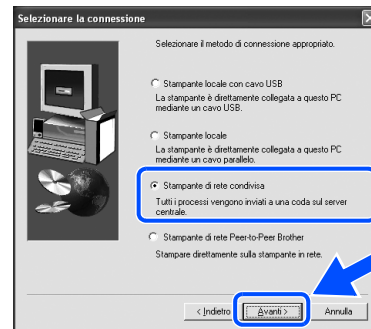 Selezionare la connessione
Selezionare il metodo di connessione appropriato.
Stampante locale con cavo USB
La stampante è direttamente collegata a questo PC
mediante un cavo USB.
Stampante locale
La stampante è direttamente collegata a questo PC
mediante un cavo parallelo.
Stampante di rete condivisa
Tutti i processi vengono inviati a una coda sul server
centrale.
Stampante di rete Peer-to-Peer Brother
Stampare direttamente sulla stampante in rete.
< Indietro Avanti > Annulla